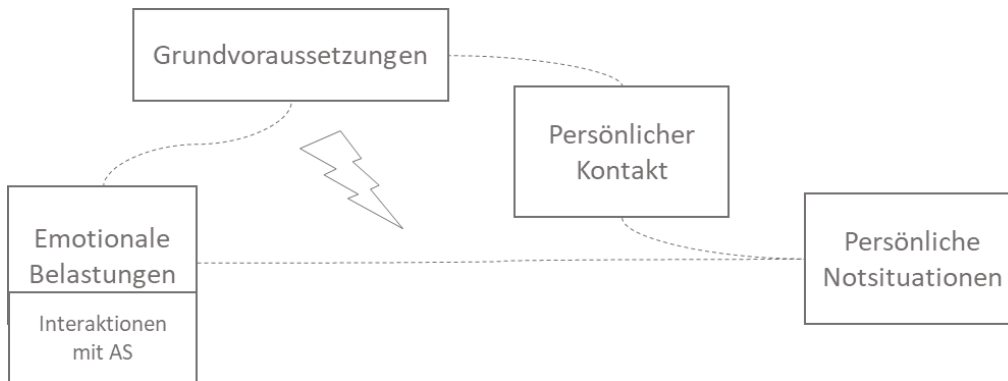 Grundvoraussetzungen
Persönlicher
Kontakt
Emotionale
Belastungen
Persönliche
Notsituationen
Interaktionen
mit AS